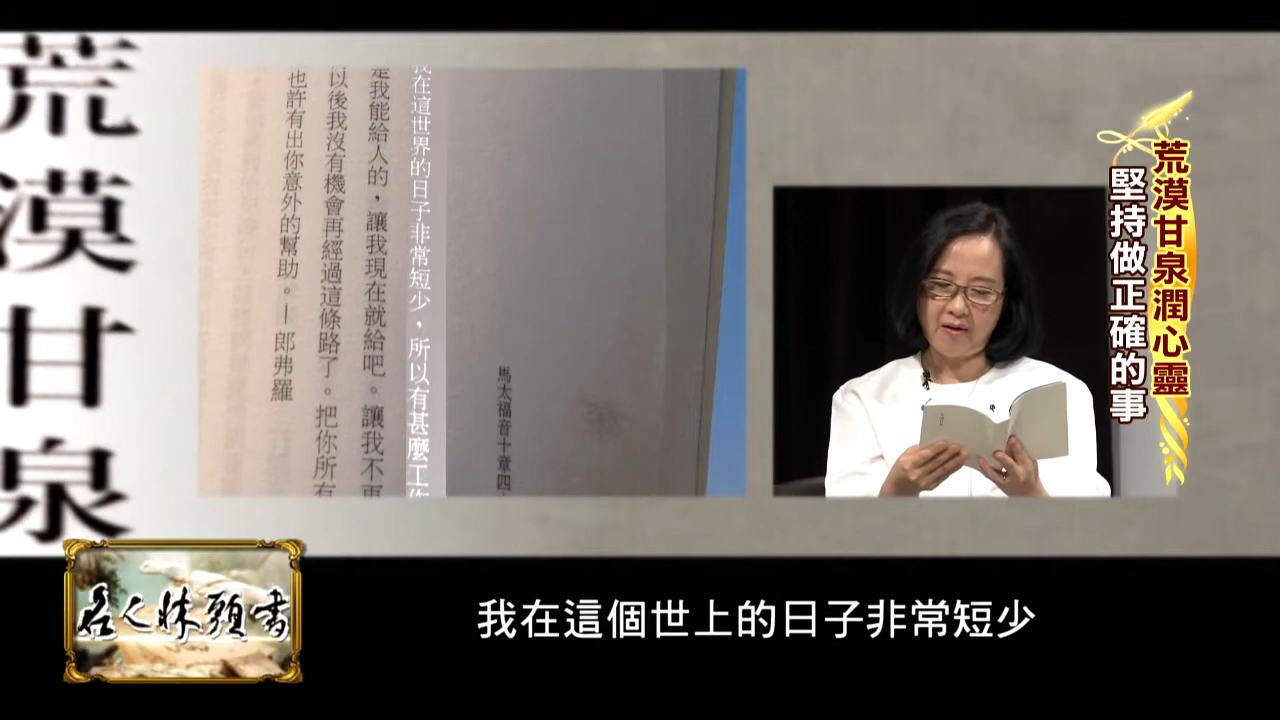 荒漠甘泉
我在這世界的日子非常短少，所以有甚麼工作
是我能給人的，讓我現在就給吧。讓我不再
以後我沒有機會再經過這條路了。把你所有
也許有出你意外的幫助。—郎弗羅
馬太福音十章四
荒漠甘泉潤心靈
堅持做正確的事
名人床頭書
我在這個世上的日子非常短少